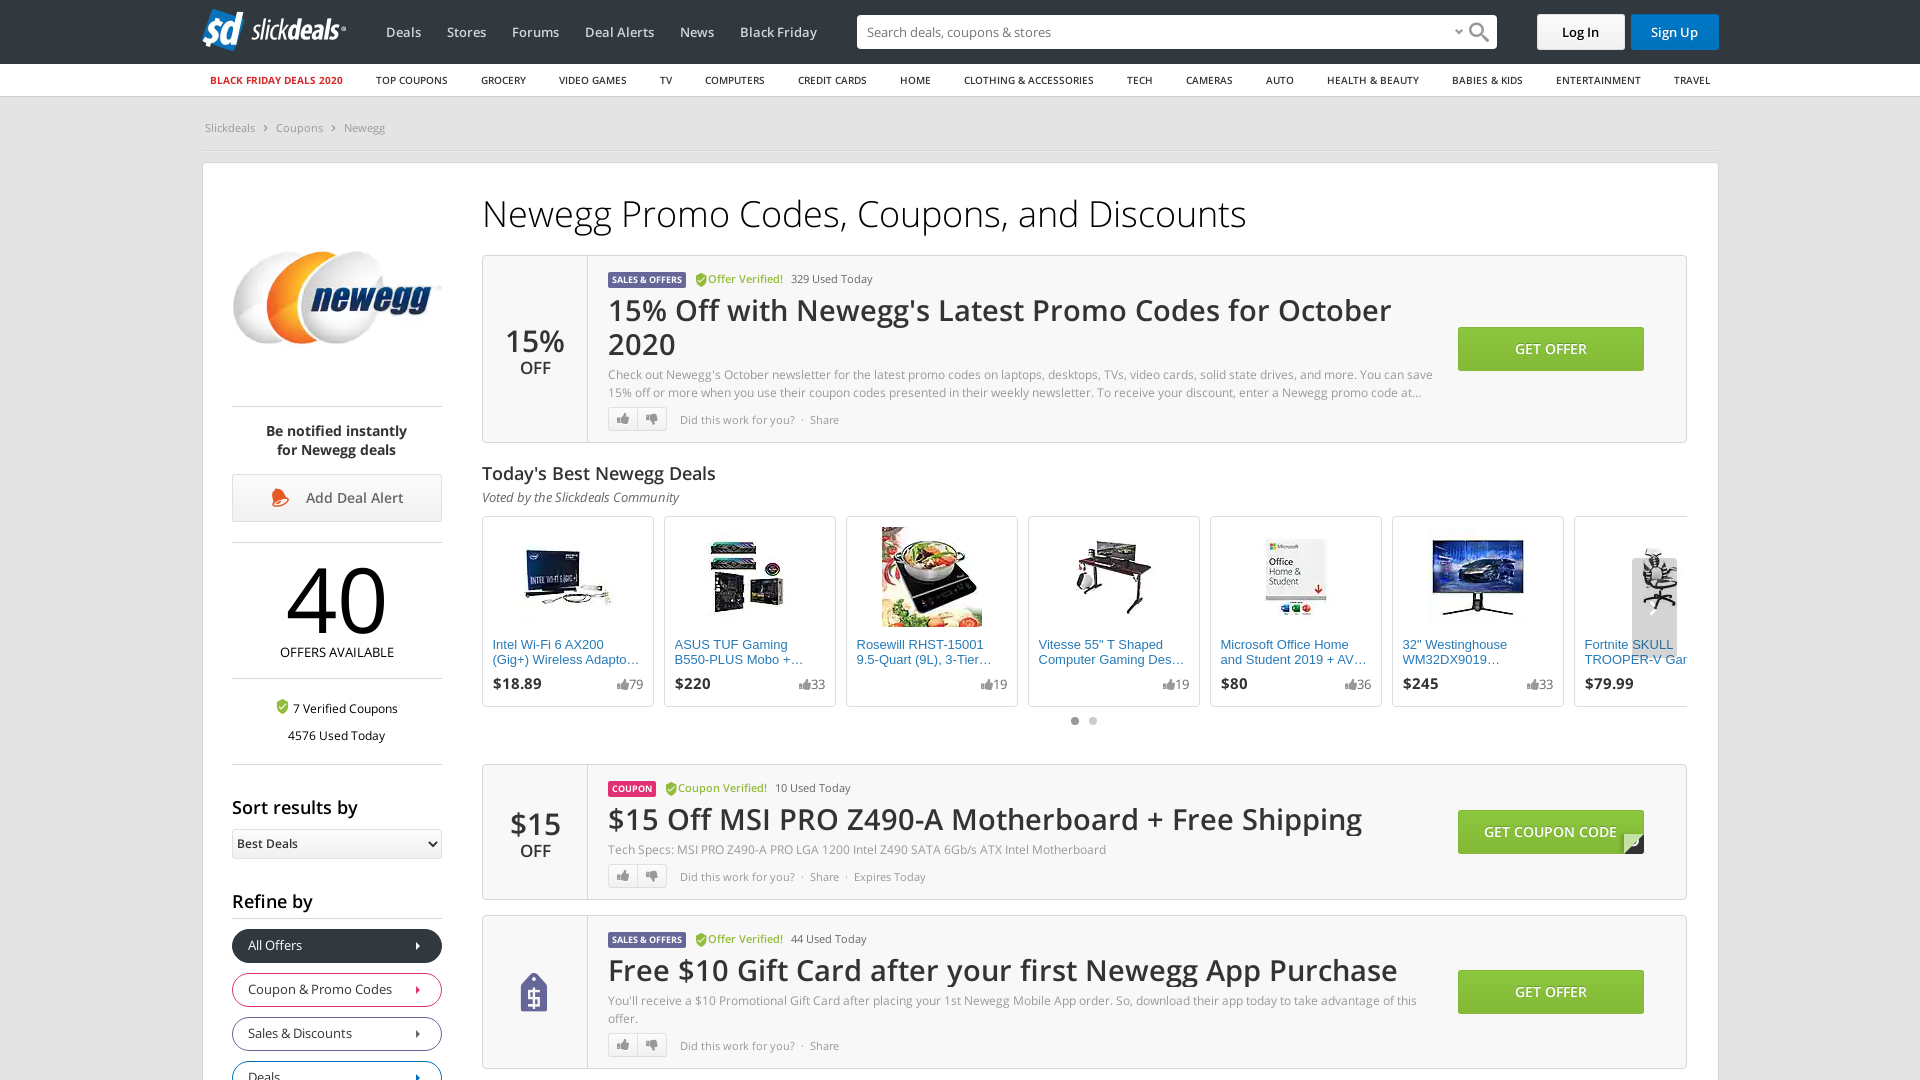 slickdeals
Deals
Stores
Forums
Deal Alerts
News
Black Friday
Search deals, coupons & stores
Log In
Sign Up
BLACK FRIDAY DEALS 2020
TOP COUPONS
GROCERY
VIDEO GAMES
TV
COMPUTERS
CREDIT CARDS
HOME
CLOTHING & ACCESSORIES
TECH
CAMERAS
AUTO
HEALTH & BEAUTY
BABIES & KIDS
ENTERTAINMENT
TRAVEL
Slickdeals
Coupons
Newegg
newegg
Be notified instantly
for Newegg deals
Add Deal Alert
40
OFFERS AVAILABLE
7 Verified Coupons
4576 Used Today
Sort results by
Best Deals
Refine by
All Offers
Coupon & Promo Codes
Sales & Discounts
Deals
Newegg Promo Codes, Coupons, and Discounts
15%
OFF
SALES & OFFERS
Offer Verified!
329 Used Today
15% Off with Newegg's Latest Promo Codes for October
2020
Check out Newegg's October newsletter for the latest promo codes on laptops, desktops, TVs, video cards, solid state drives, and more. You can save
15% off or more when you use their coupon codes presented in their weekly newsletter. To receive your discount, enter a Newegg promo code at...
Did this work for you? · Share
GET OFFER
Today's Best Newegg Deals
Voted by the Slickdeals Community
Intel Wi-Fi 6 AX200
(Gig+) Wireless Adapto…
$18.89
79
ASUS TUF Gaming
B550-PLUS Mobo +…
$220
33
Rosewill RHST-15001
9.5-Quart (9L), 3-Tier…
19
Vitesse 55" T Shaped
Computer Gaming Des…
19
Microsoft
Office
Home &
Student
Microsoft Office Home
and Student 2019 + AV…
$80
36
32" Westinghouse
WM32DX9019…
$245
33
Fortnite SKULL
TROOPER-V Gar
$79.99
$15
OFF
COUPON
Coupon Verified!
10 Used Today
$15 Off MSI PRO Z490-A Motherboard + Free Shipping
Tech Specs: MSI PRO Z490-A PRO LGA 1200 Intel Z490 SATA 6Gb/s ATX Intel Motherboard
Did this work for you? · Share · Expires Today
GET COUPON CODE
SALES & OFFERS
Offer Verified!
44 Used Today
Free $10 Gift Card after your first Newegg App Purchase
You'll receive a $10 Promotional Gift Card after placing your 1st Newegg Mobile App order. So, download their app today to take advantage of this
offer.
Did this work for you? · Share
GET OFFER